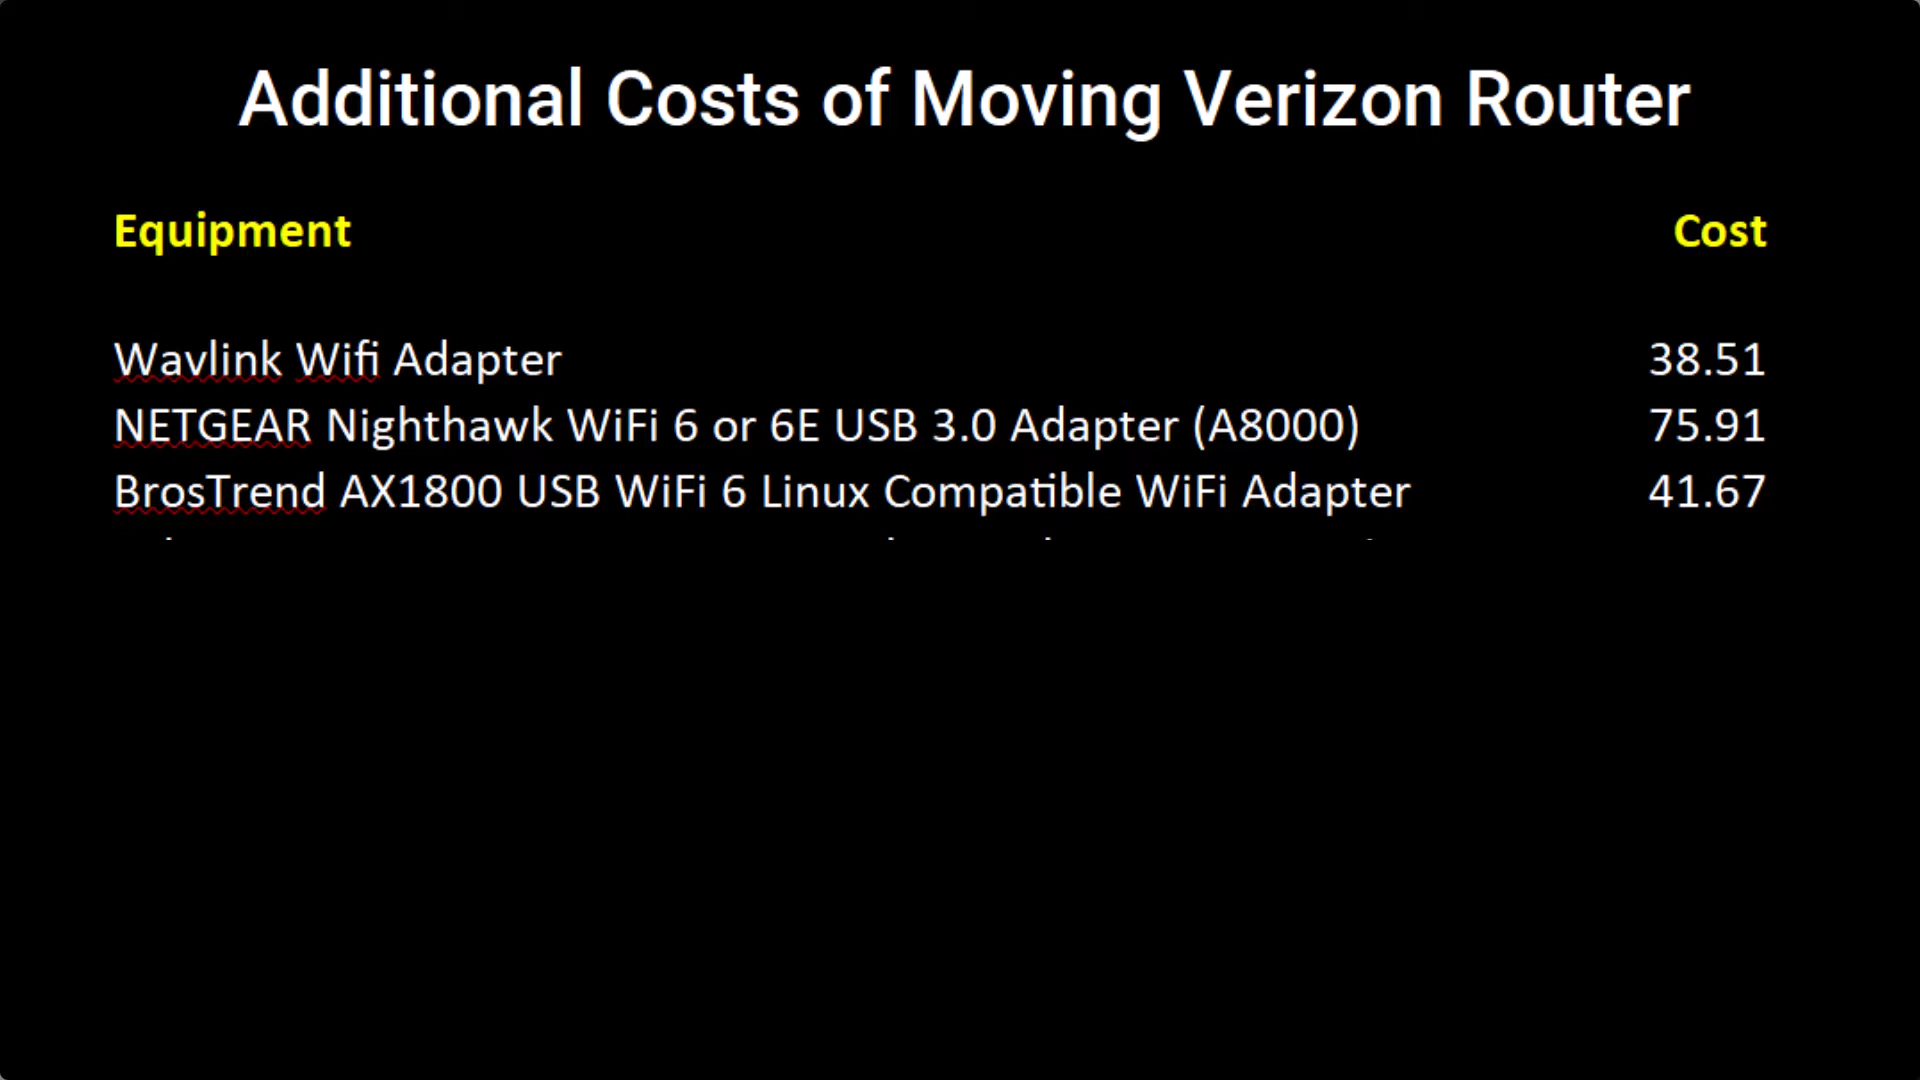 Additional Costs of Moving Verizon Router
Equipment Cost
Wavlink Wifi Adapter 38.51
NETGEAR Nighthawk WiFi 6 or 6E USB 3.0 Adapter (A8000) 75.91
BrosTrend AX1800 USB WiFi 6 Linux Compatible WiFi Adapter 41.67